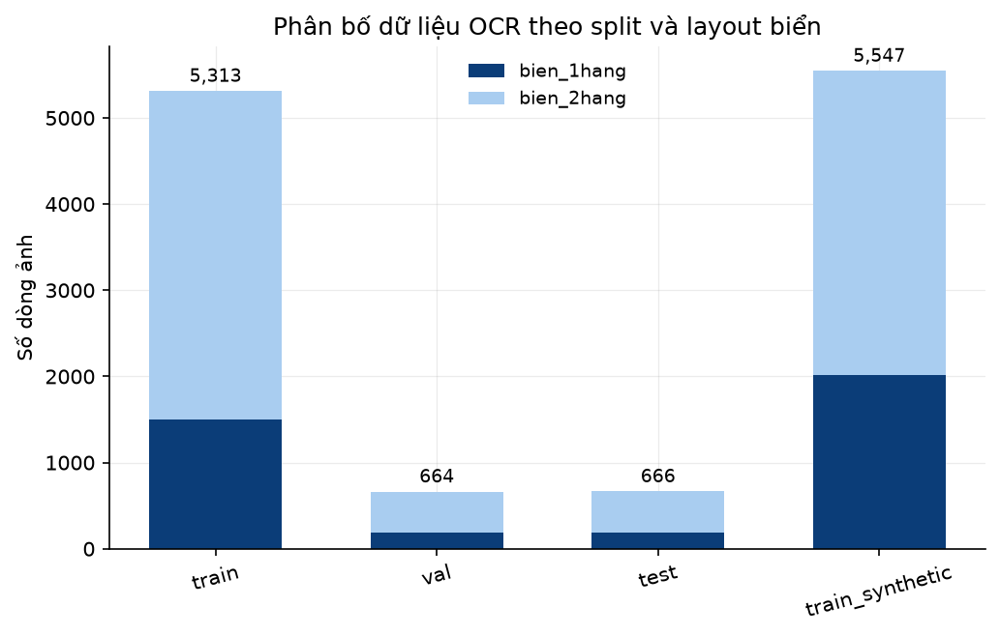 Phân bố dữ liệu OCR theo split và layout biển
bien_1hang
bien_2hang
5,313
664
666
5,547
Số dòng ảnh
5000
4000
3000
2000
1000
0
train
val
test
train_synthetic